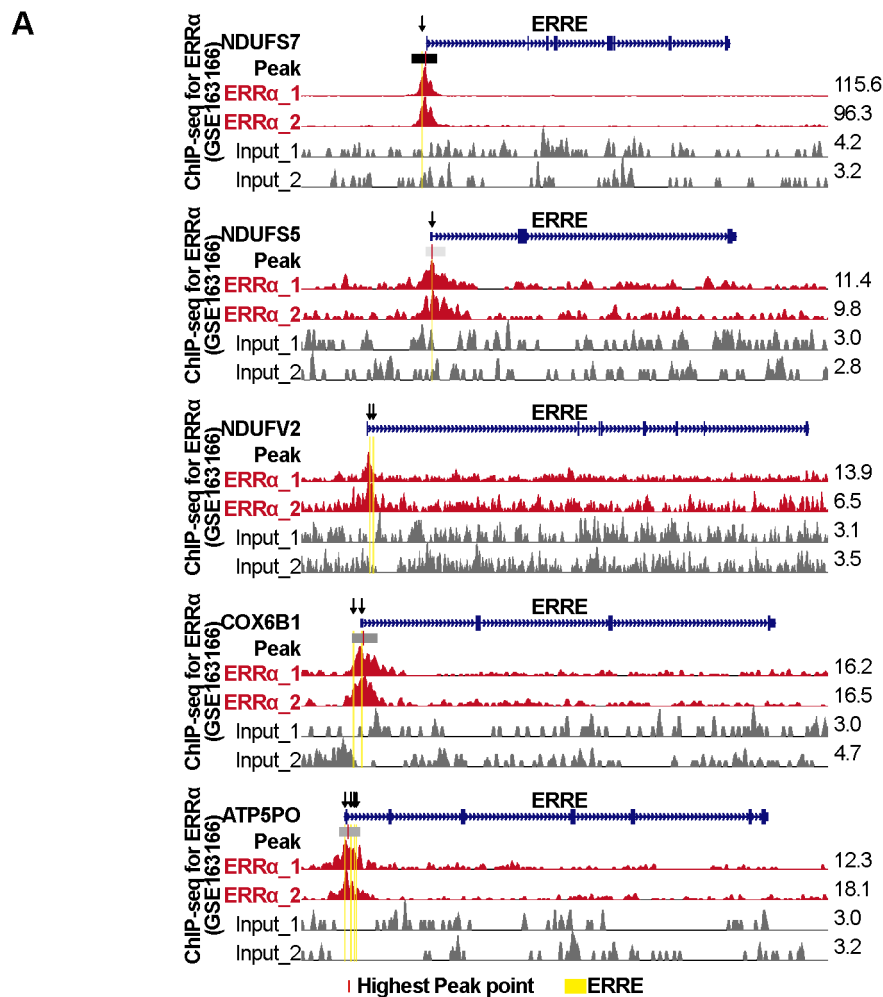 A
ChIP-seq for ERRα
(GSE163166)
ERRE
NDUFS7
Peak
ERRα_1 115.6
ERRα_2 96.3
Input_1 4.2
Input_2 3.2
ChIP-seq for ERRα
(GSE163166)
ERRE
NDUFS5
Peak
ERRα_1 11.4
ERRα_2 9.8
Input_1 3.0
Input_2 2.8
ChIP-seq for ERRα
(GSE163166)
ERRE
NDUFV2
Peak
ERRα_1 13.9
ERRα_2 6.5
Input_1 3.1
Input_2 3.5
ChIP-seq for ERRα
(GSE163166)
ERRE
COX6B1
Peak
ERRα_1 16.2
ERRα_2 16.5
Input_1 3.0
Input_2 4.7
ChIP-seq for ERRα
(GSE163166)
ERRE
ATP5PO
Peak
ERRα_1 12.3
ERRα_2 18.1
Input_1 3.0
Input_2 3.2
Highest Peak point ERRE